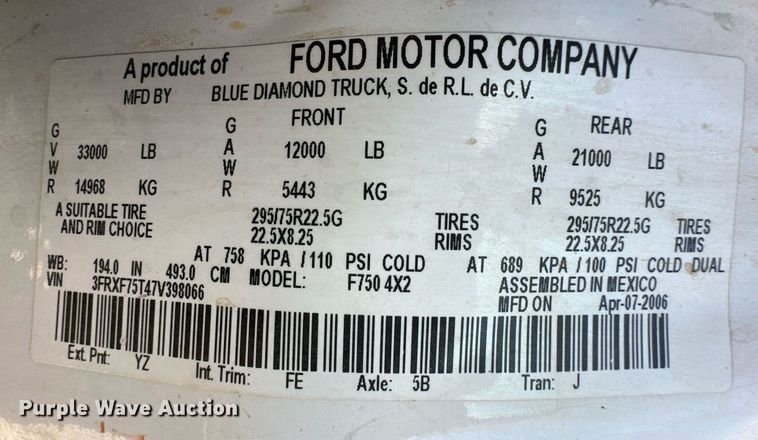 A product of FORD MOTOR COMPANY
MFD BY BLUE DIAMOND TRUCK, S. de R.L. de C.V.
GVWR 33000 LB 14968 KG
FRONT GAWR 12000 LB 5443 KG
REAR GAWR 21000 LB 9525 KG
A SUITABLE TIRE 295/75R22.5G TIRES 295/75R22.5G TIRES
AND RIM CHOICE 22.5X8.25 RIMS 22.5X8.25 RIMS
AT 758 KPA / 110 PSI COLD AT 689 KPA / 100 PSI COLD DUAL
WB: 194.0 IN 493.0 CM MODEL: F750 4X2 ASSEMBLED IN MEXICO
VIN 3FRXF75T47V398066 MFD ON Apr-07-2006
Ext. Pnt: YZ Int. Trim: FE Axle: 5B Tran: J
Purple Wave Auction